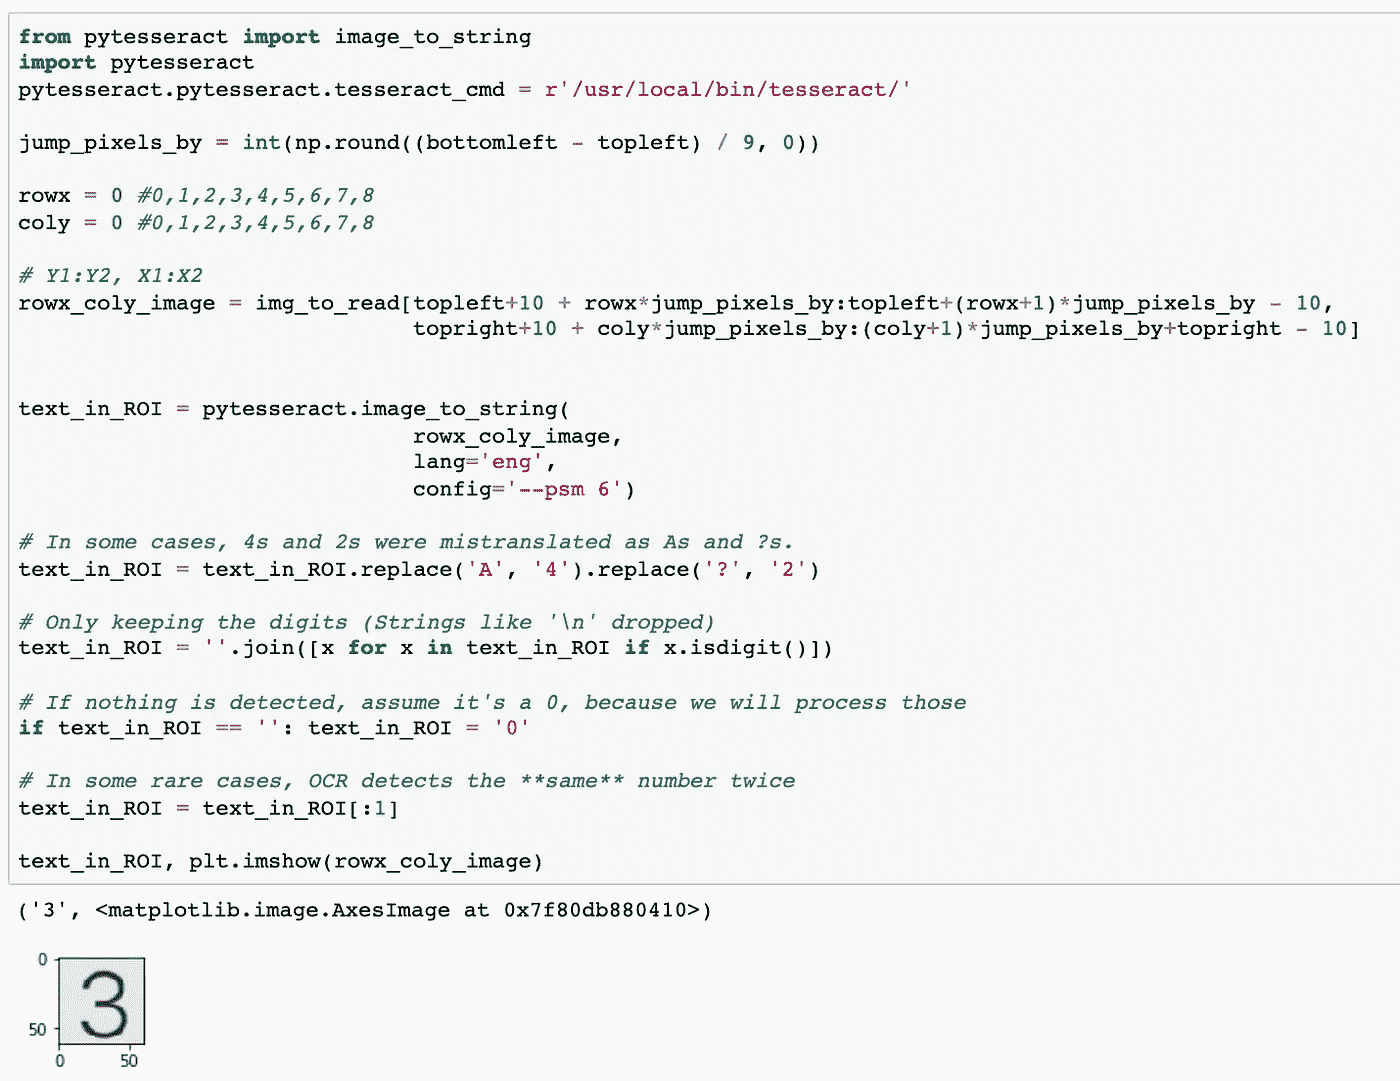 from pytesseract import image_to_string
import pytesseract
pytesseract.pytesseract.tesseract_cmd = r'/usr/local/bin/tesseract/'
jump_pixels_by = int(np.round((bottomleft - topleft) / 9, 0))
rowx = 0 #0,1,2,3,4,5,6,7,8
coly = 0 #0,1,2,3,4,5,6,7,8
# Y1:Y2, X1:X2
rowx_coly_image = img_to_read[topleft+10 + rowx*jump_pixels_by:topleft+(rowx+1)*jump_pixels_by - 10,
topright+10 + coly*jump_pixels_by:(coly+1)*jump_pixels_by+topright - 10]
text_in_ROI = pytesseract.image_to_string(
rowx_coly_image,
lang='eng',
config='--psm 6')
# In some cases, 4s and 2s were mistranslated as As and ?s.
text_in_ROI = text_in_ROI.replace('A', '4').replace('?', '2')
# Only keeping the digits (Strings like '\n' dropped)
text_in_ROI = ''.join([x for x in text_in_ROI if x.isdigit()])
# If nothing is detected, assume it's a 0, because we will process those
if text_in_ROI == '': text_in_ROI = '0'
# In some rare cases, OCR detects the **same** number twice
text_in_ROI = text_in_ROI[:1]
text_in_ROI, plt.imshow(rowx_coly_image)
('3', <matplotlib.image.AxesImage at 0x7f80db880410>)
0
3
50
0 50